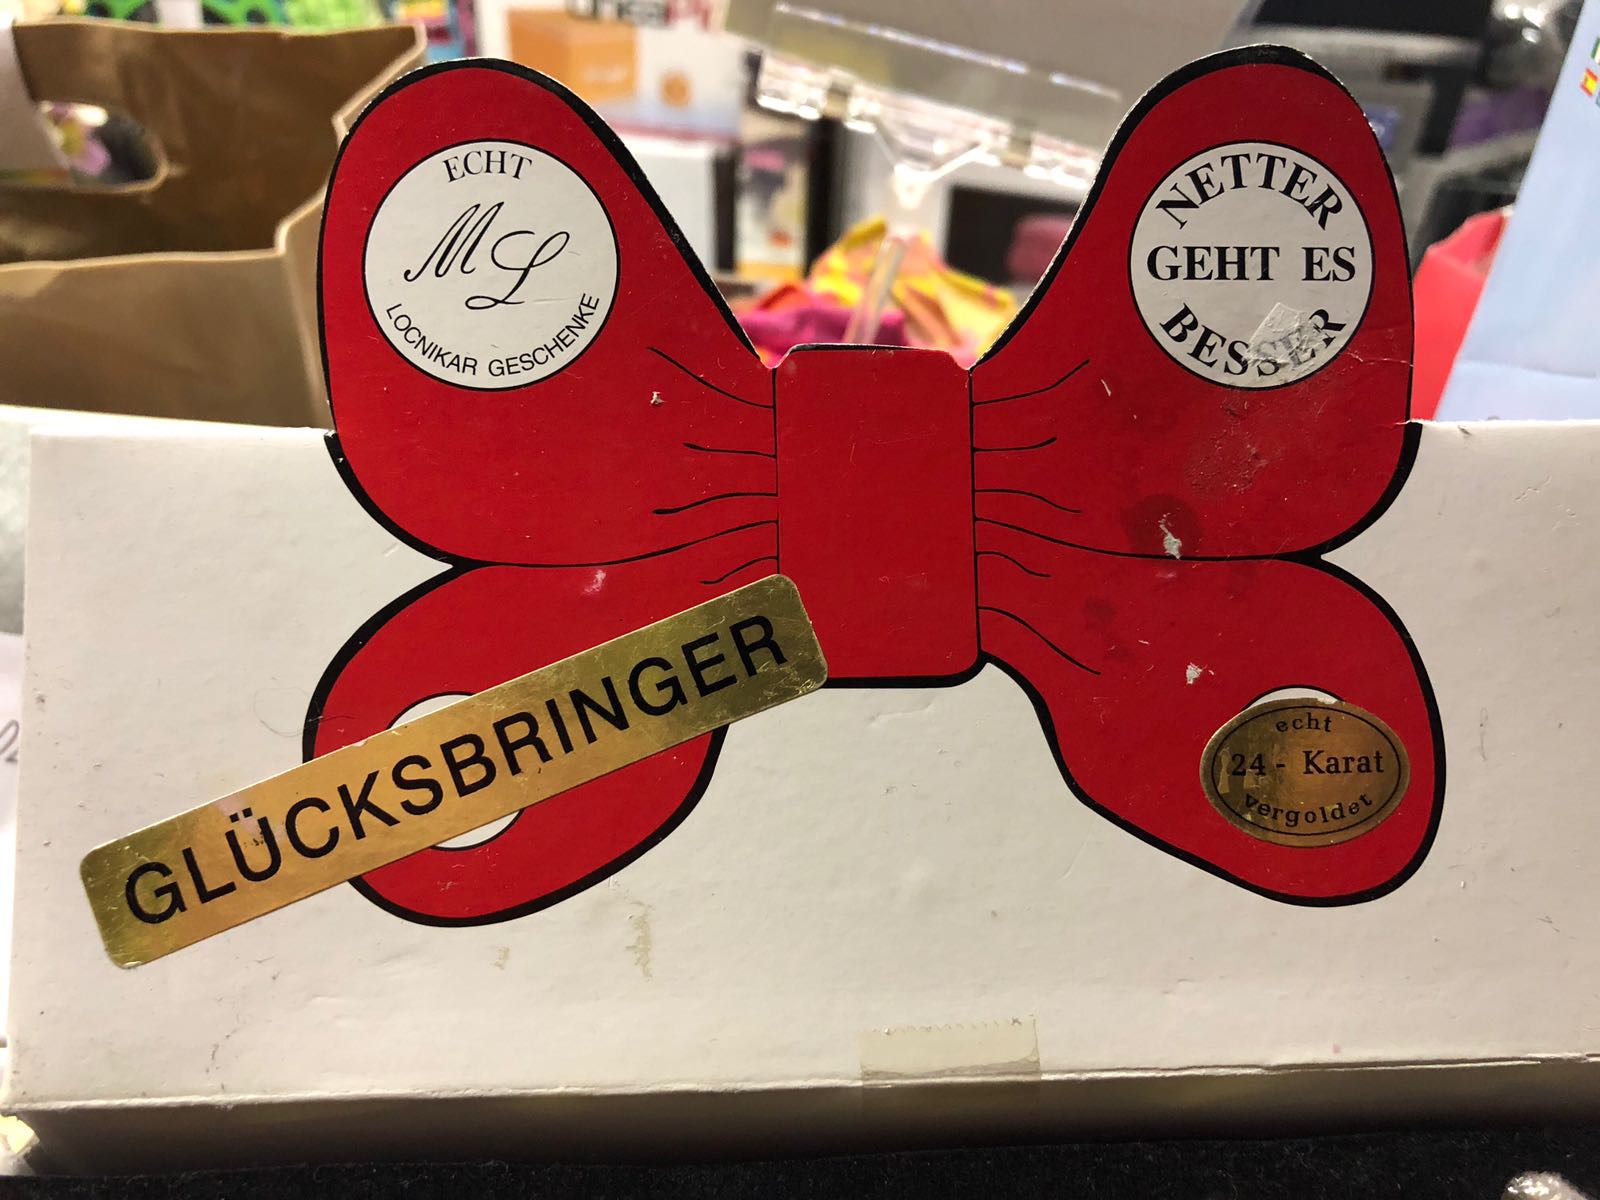 ECHT
ML
LOCNIKAR GESCHENKE
NETTER
GEHT ES
BESSER
GLÜCKSBRINGER
echt
24 - Karat
vergoldet